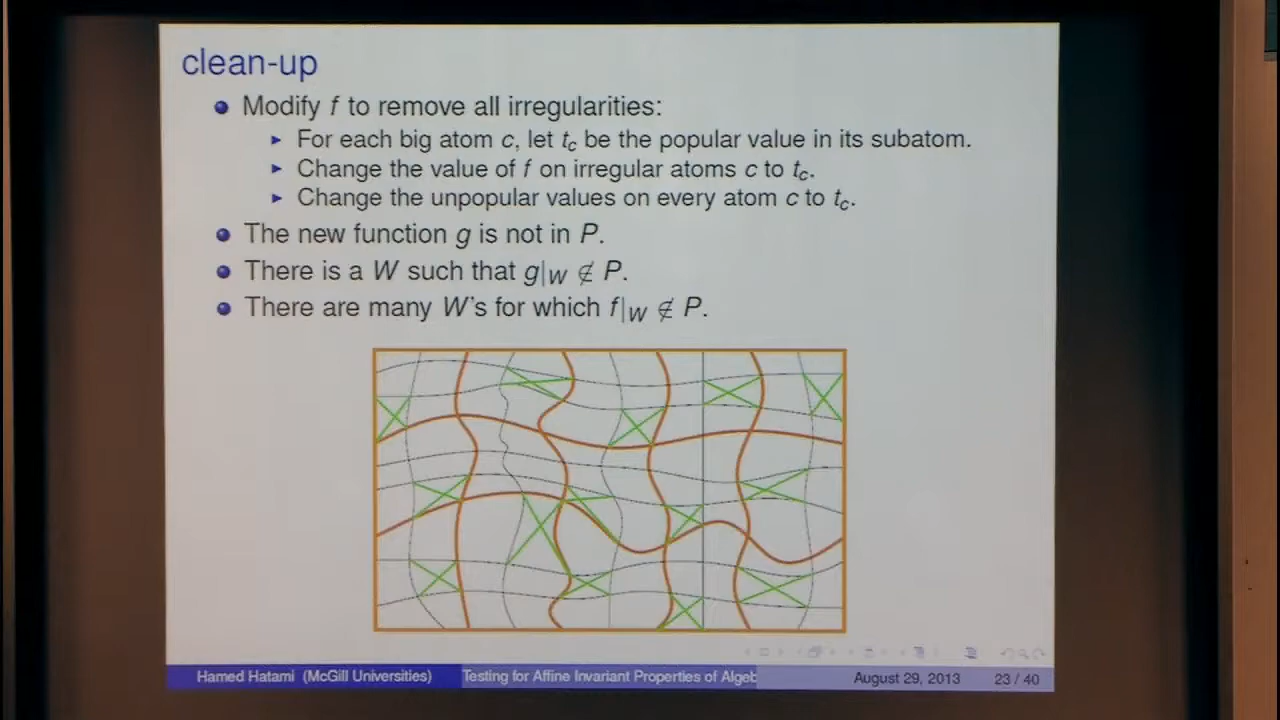 clean-up
Modify f to remove all irregularities:
For each big atom c, let t_c be the popular value in its subatom.
Change the value of f on irregular atoms c to t_c.
Change the unpopular values on every atom c to t_c.
The new function g is not in P.
There is a W such that g|_W ∉ P.
There are many W's for which f|_W ∉ P.
Hamed Hatami (McGill Universities) Testing for Affine Invariant Properties of Algeb August 29, 2013 23 / 40